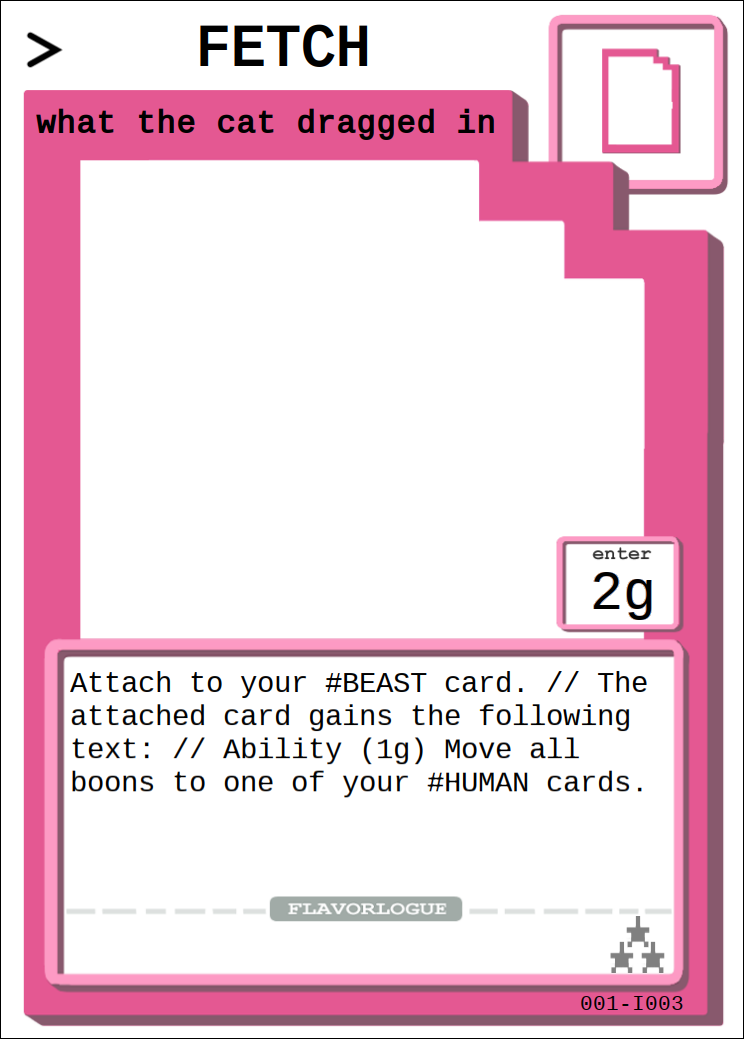 > FETCH
what the cat dragged in
enter
2g
Attach to your #BEAST card. // The
attached card gains the following
text: // Ability (1g) Move all
boons to one of your #HUMAN cards.
FLAVORLOGUE
001-I003